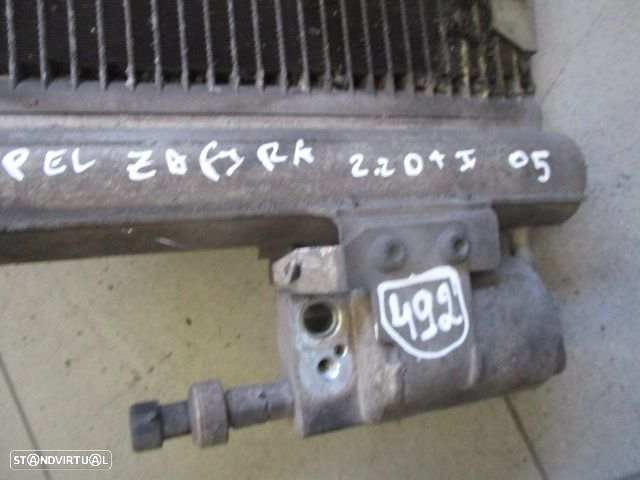 PEL ZAFIRA 2.2 DTI 05
492
STANDVIRTUAL